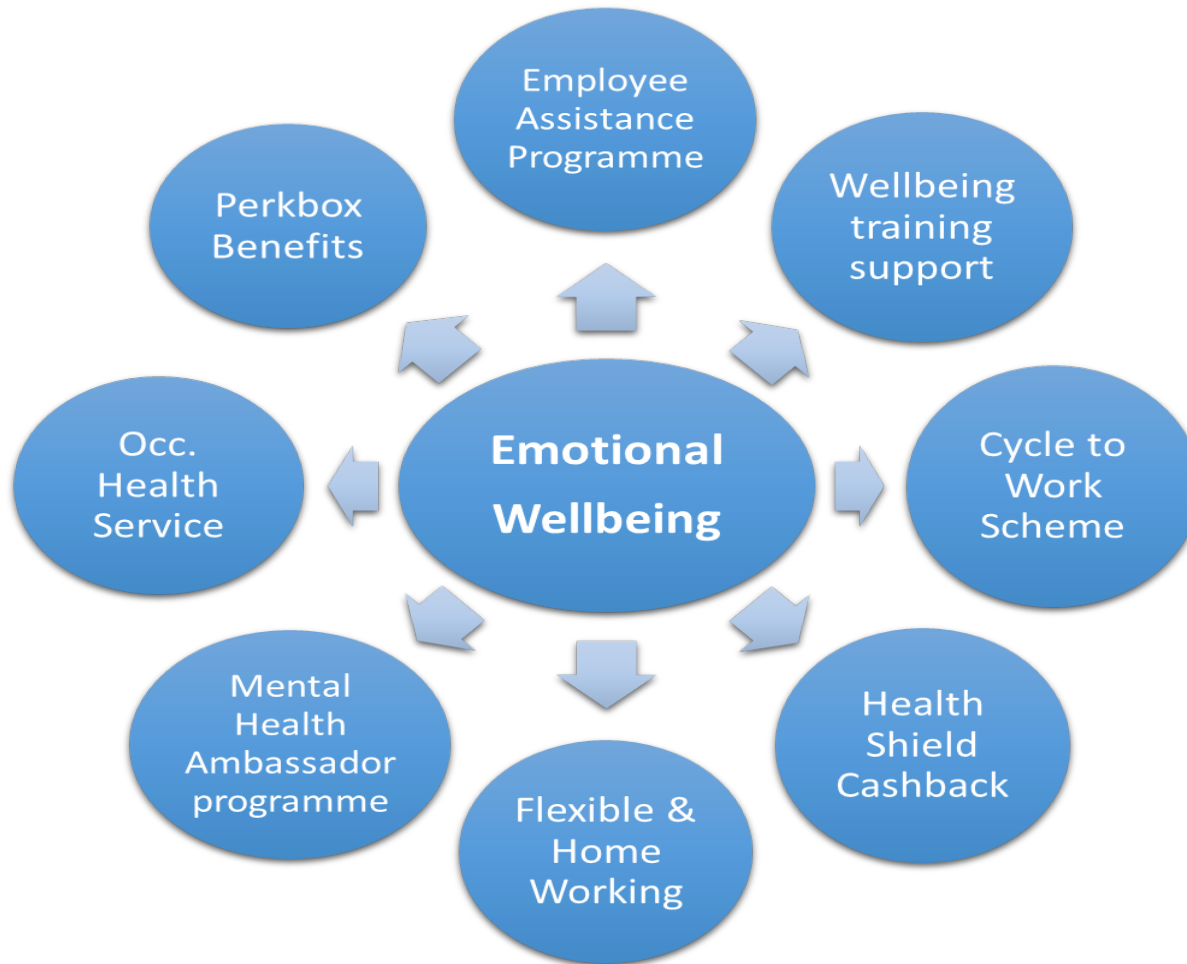 Employee
Assistance
Programme
Wellbeing
training
support
Cycle to
Work
Scheme
Health
Shield
Cashback
Flexible &
Home
Working
Mental
Health
Ambassador
programme
Occ.
Health
Service
Perkbox
Benefits
Emotional
Wellbeing